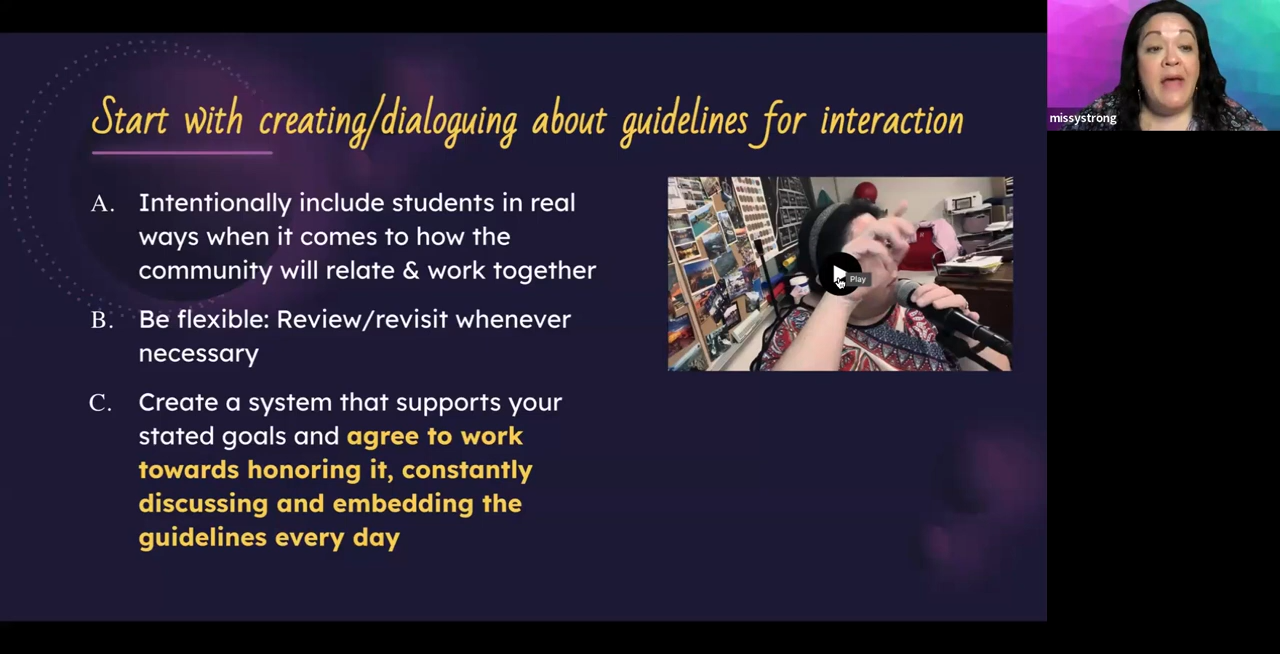 Start with creating/dialoguing about guidelines for interaction
missystrong
A. Intentionally include students in real
ways when it comes to how the
community will relate & work together
Play
B. Be flexible: Review/revisit whenever
necessary
C. Create a system that supports your
stated goals and agree to work
towards honoring it, constantly
discussing and embedding the
guidelines every day